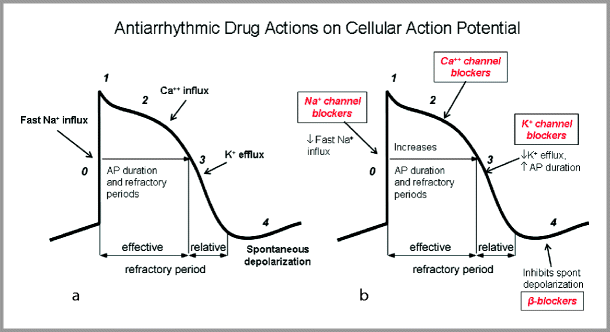 Antiarrhythmic Drug Actions on Cellular Action Potential
1
2
Ca⁺⁺ influx
Fast Na⁺ influx
0
3
K⁺ efflux
AP duration
and refractory
periods
4
effective
relative
Spontaneous
depolarization
refractory period
a
Ca⁺⁺ channel
blockers
1
2
Na⁺ channel
blockers
K⁺ channel
blockers
↓ Fast Na⁺
influx
Increases
0
3
↓K⁺ efflux,
↑ AP duration
AP duration
and refractory
periods
4
effective
relative
refractory period
Inhibits spont
depolarization
β-blockers
b